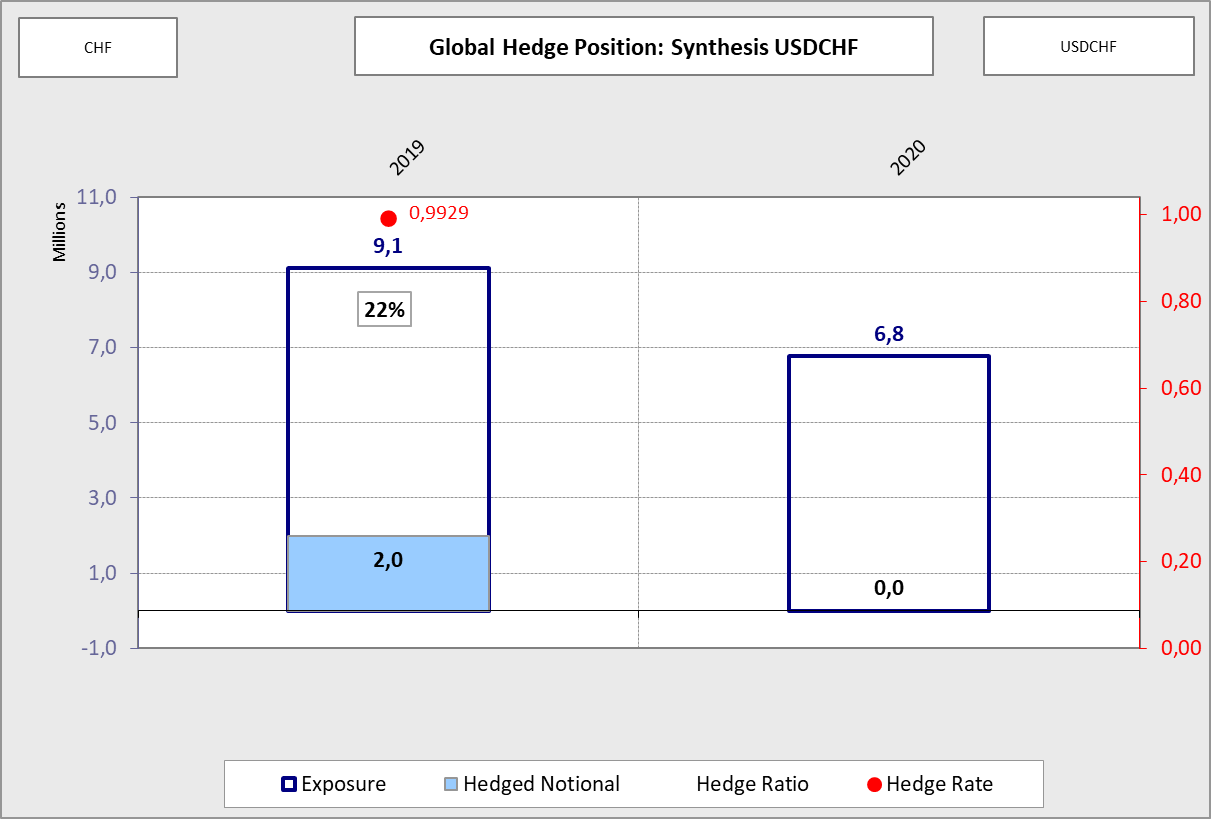 CHF
Global Hedge Position: Synthesis USDCHF
USDCHF
2019
2020
Millions
11,0
9,0
7,0
5,0
3,0
1,0
-1,0
0,9929
9,1
22%
2,0
6,8
0,0
1,00
0,80
0,60
0,40
0,20
0,00
Exposure
Hedged Notional
Hedge Ratio
Hedge Rate